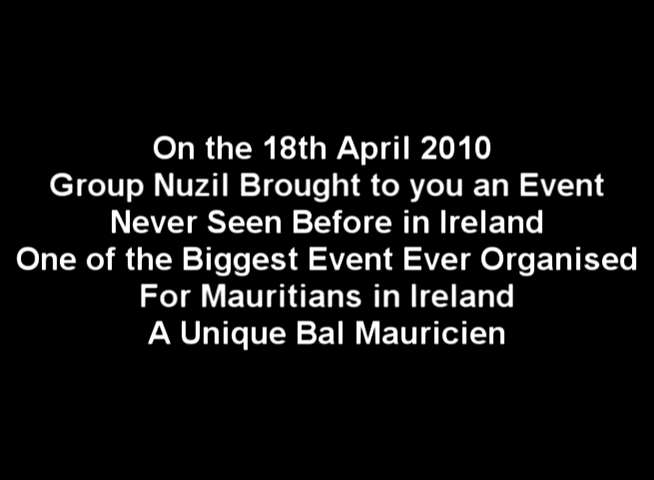 On the 18th April 2010
Group Nuzil Brought to you an Event
Never Seen Before in Ireland
One of the Biggest Event Ever Organised
For Mauritians in Ireland
A Unique Bal Mauricien